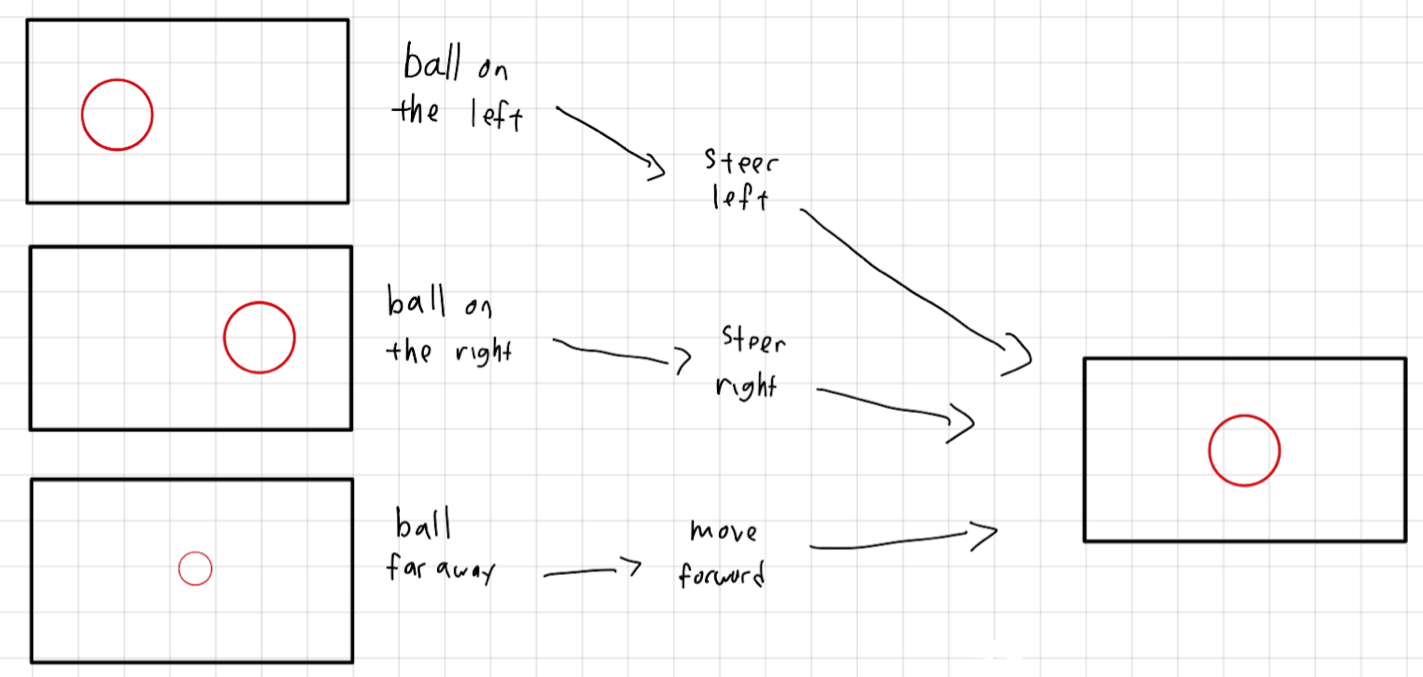 ball on
the left
steer
left
ball on
the right
steer
right
ball
far away
move
forward